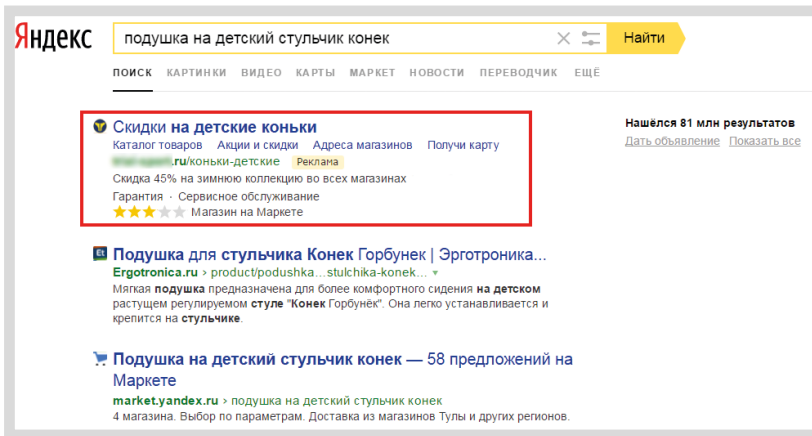 Яндекс
подушка на детский стульчик конек
Найти
ПОИСК КАРТИНКИ ВИДЕО КАРТЫ МАРКЕТ НОВОСТИ ПЕРЕВОДЧИК ЕЩЁ
Скидки на детские коньки
Каталог товаров Акции и скидки Адреса магазинов Получи карту
.ru/коньки-детские Реклама
Скидка 45% на зимнюю коллекцию во всех магазинах
Гарантия · Сервисное обслуживание
Магазин на Маркете
Нашёлся 81 млн результатов
Дать объявление Показать все
Et
Подушка для стульчика Конек Горбунек | Эрготроника...
Ergotronica.ru › product/podushka...stulchika-konek...
Мягкая подушка предназначена для более комфортного сидения на детском
растущем регулируемом стуле "Конек Горбунёк". Она легко устанавливается и
крепится на стульчике.
Подушка на детский стульчик конек — 58 предложений на
Маркете
market.yandex.ru › подушка на детский стульчик конек
4 магазина. Выбор по параметрам. Доставка из магазинов Тулы и других регионов.